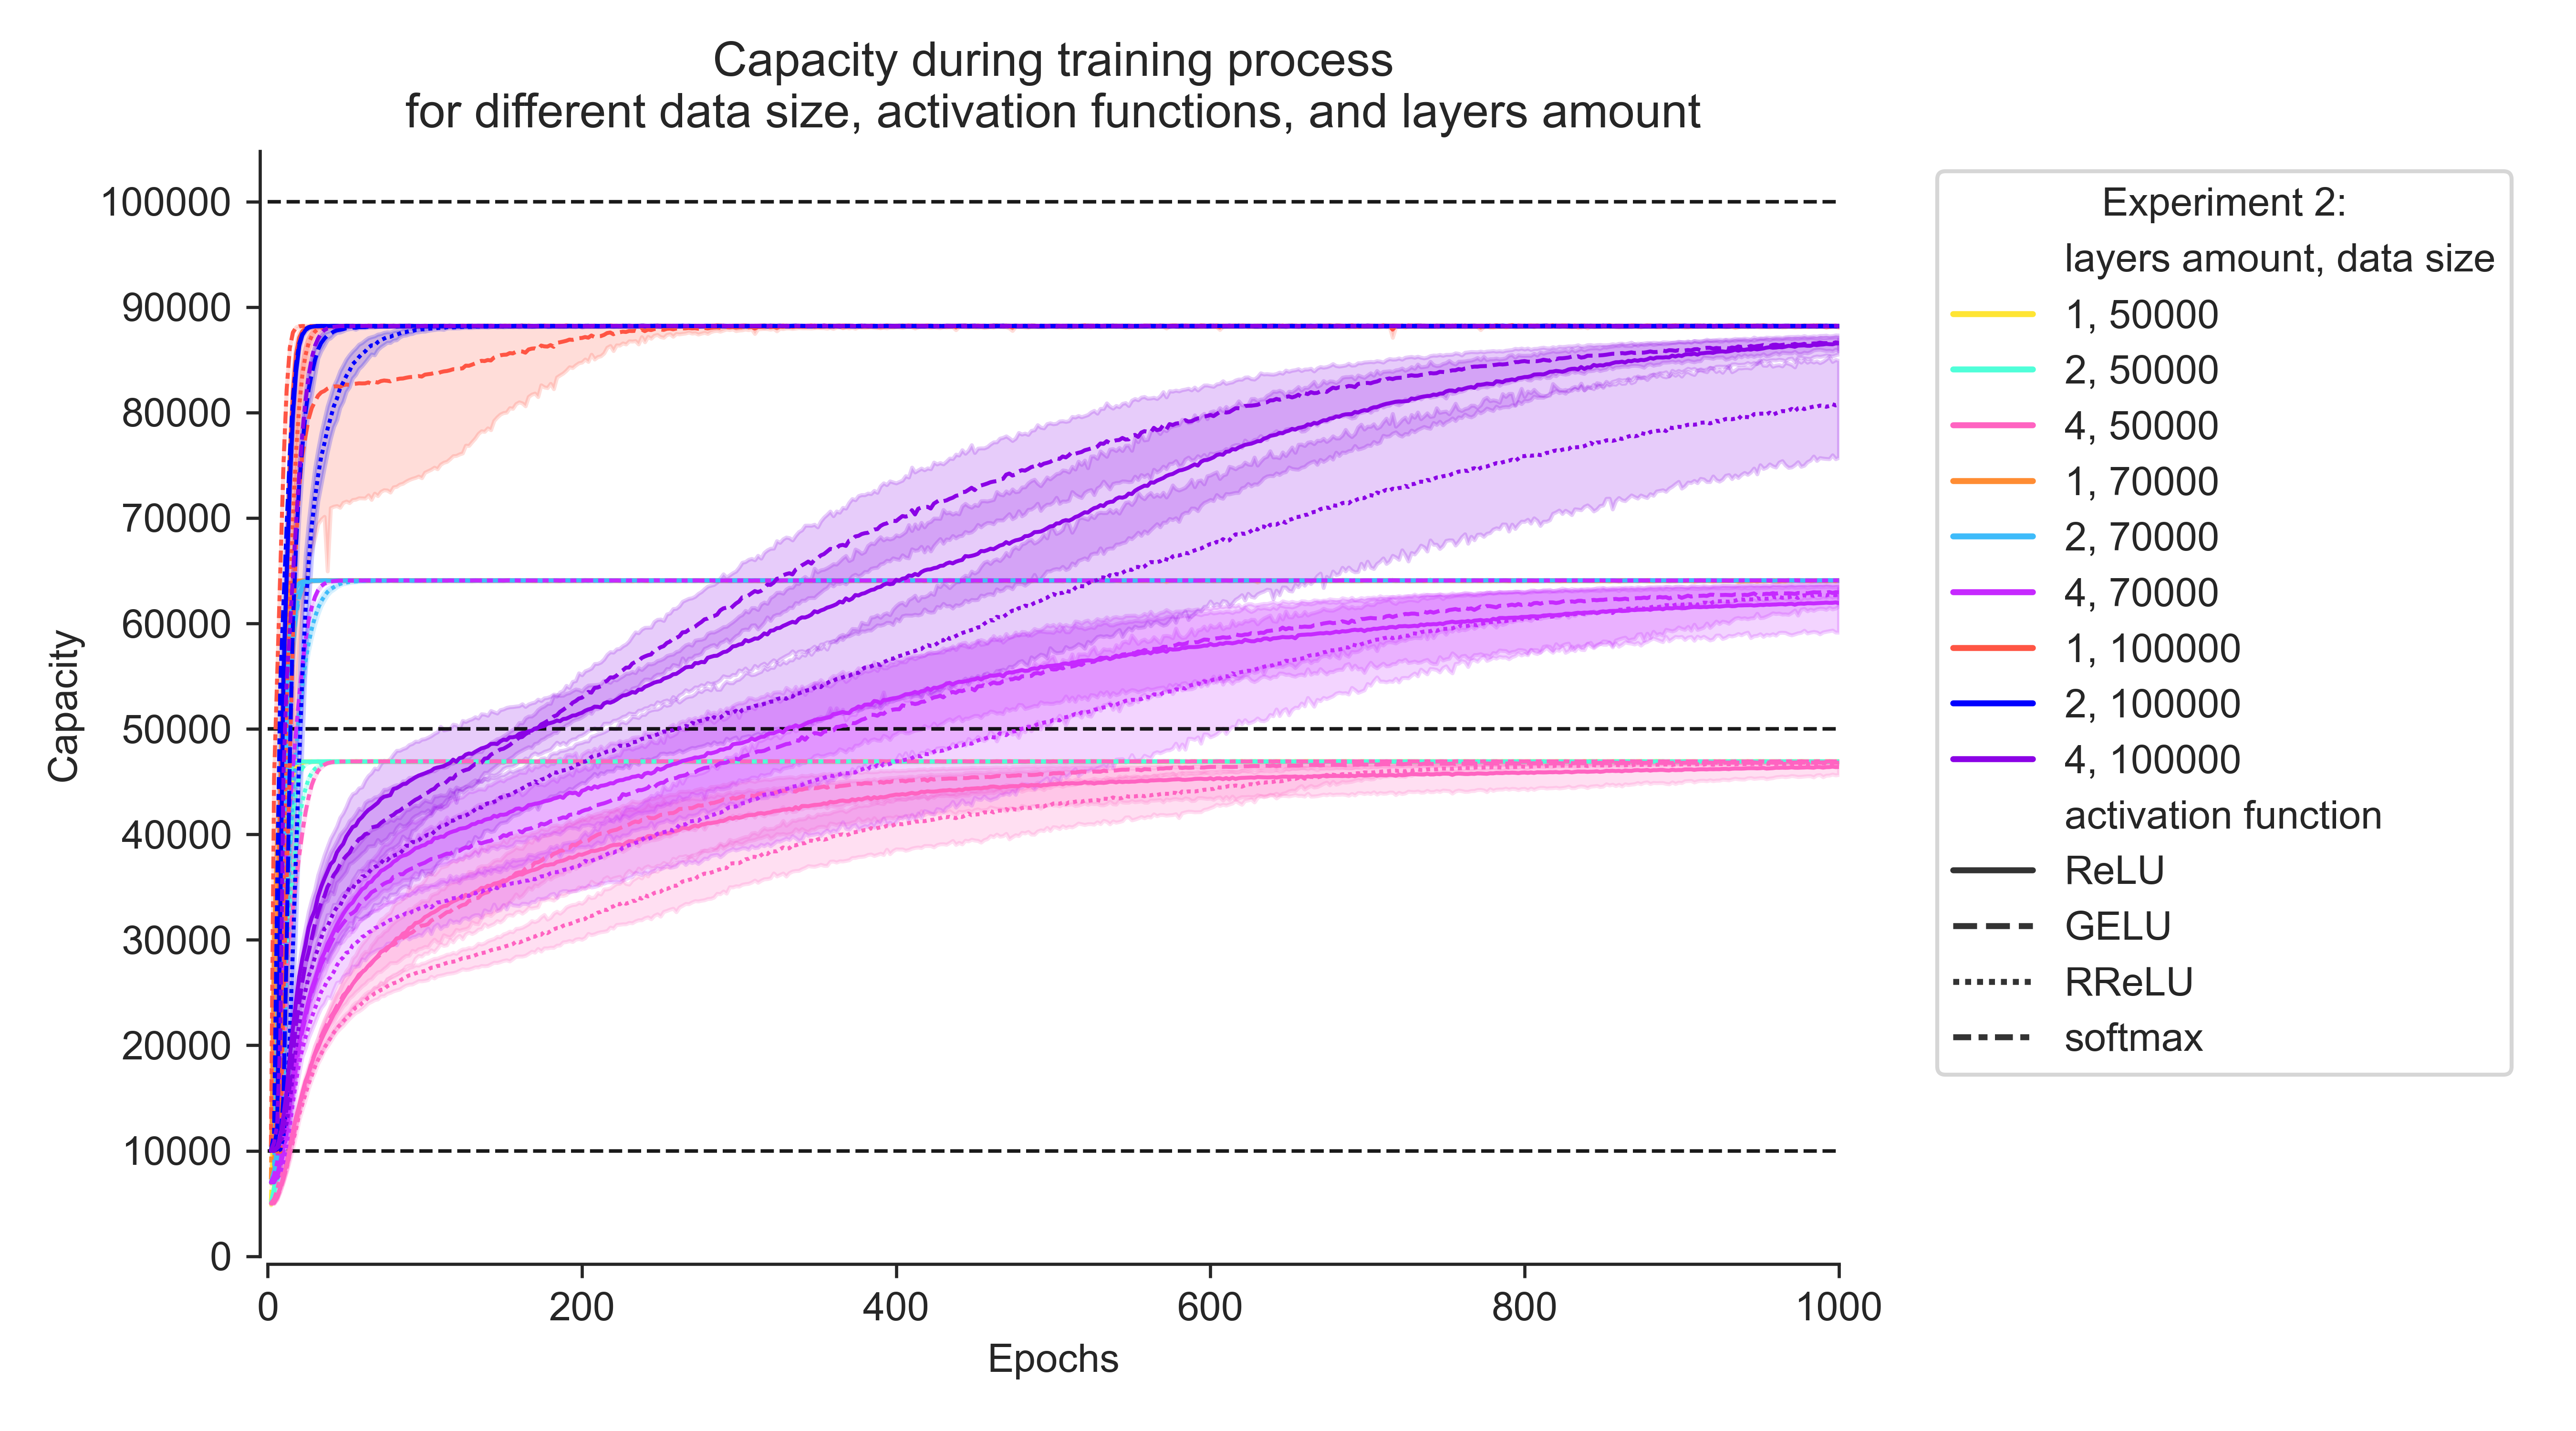 Capacity during training process
for different data size, activation functions, and layers amount
100000
90000
80000
70000
60000
50000
40000
30000
20000
10000
0
Capacity
0 200 400 600 800 1000
Epochs
Experiment 2:
layers amount, data size
1, 50000
2, 50000
4, 50000
1, 70000
2, 70000
4, 70000
1, 100000
2, 100000
4, 100000
activation function
ReLU
GELU
RReLU
softmax